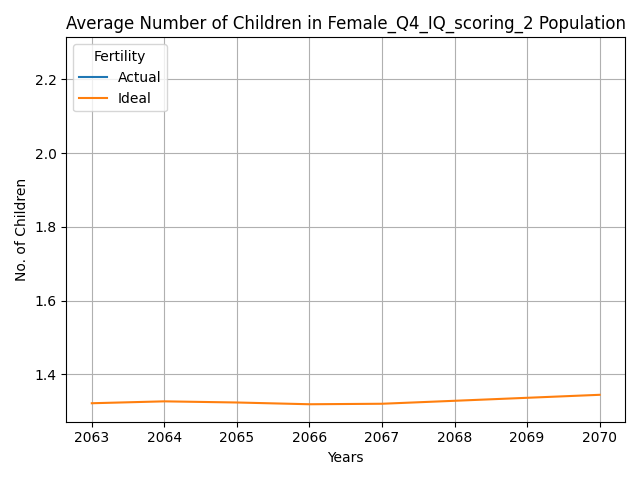 Average Number of Children in Female_Q4_IQ_scoring_2 Population
Fertility
Actual
Ideal
2.2
2.0
1.8
1.6
1.4
No. of Children
2063 2064 2065 2066 2067 2068 2069 2070
Years